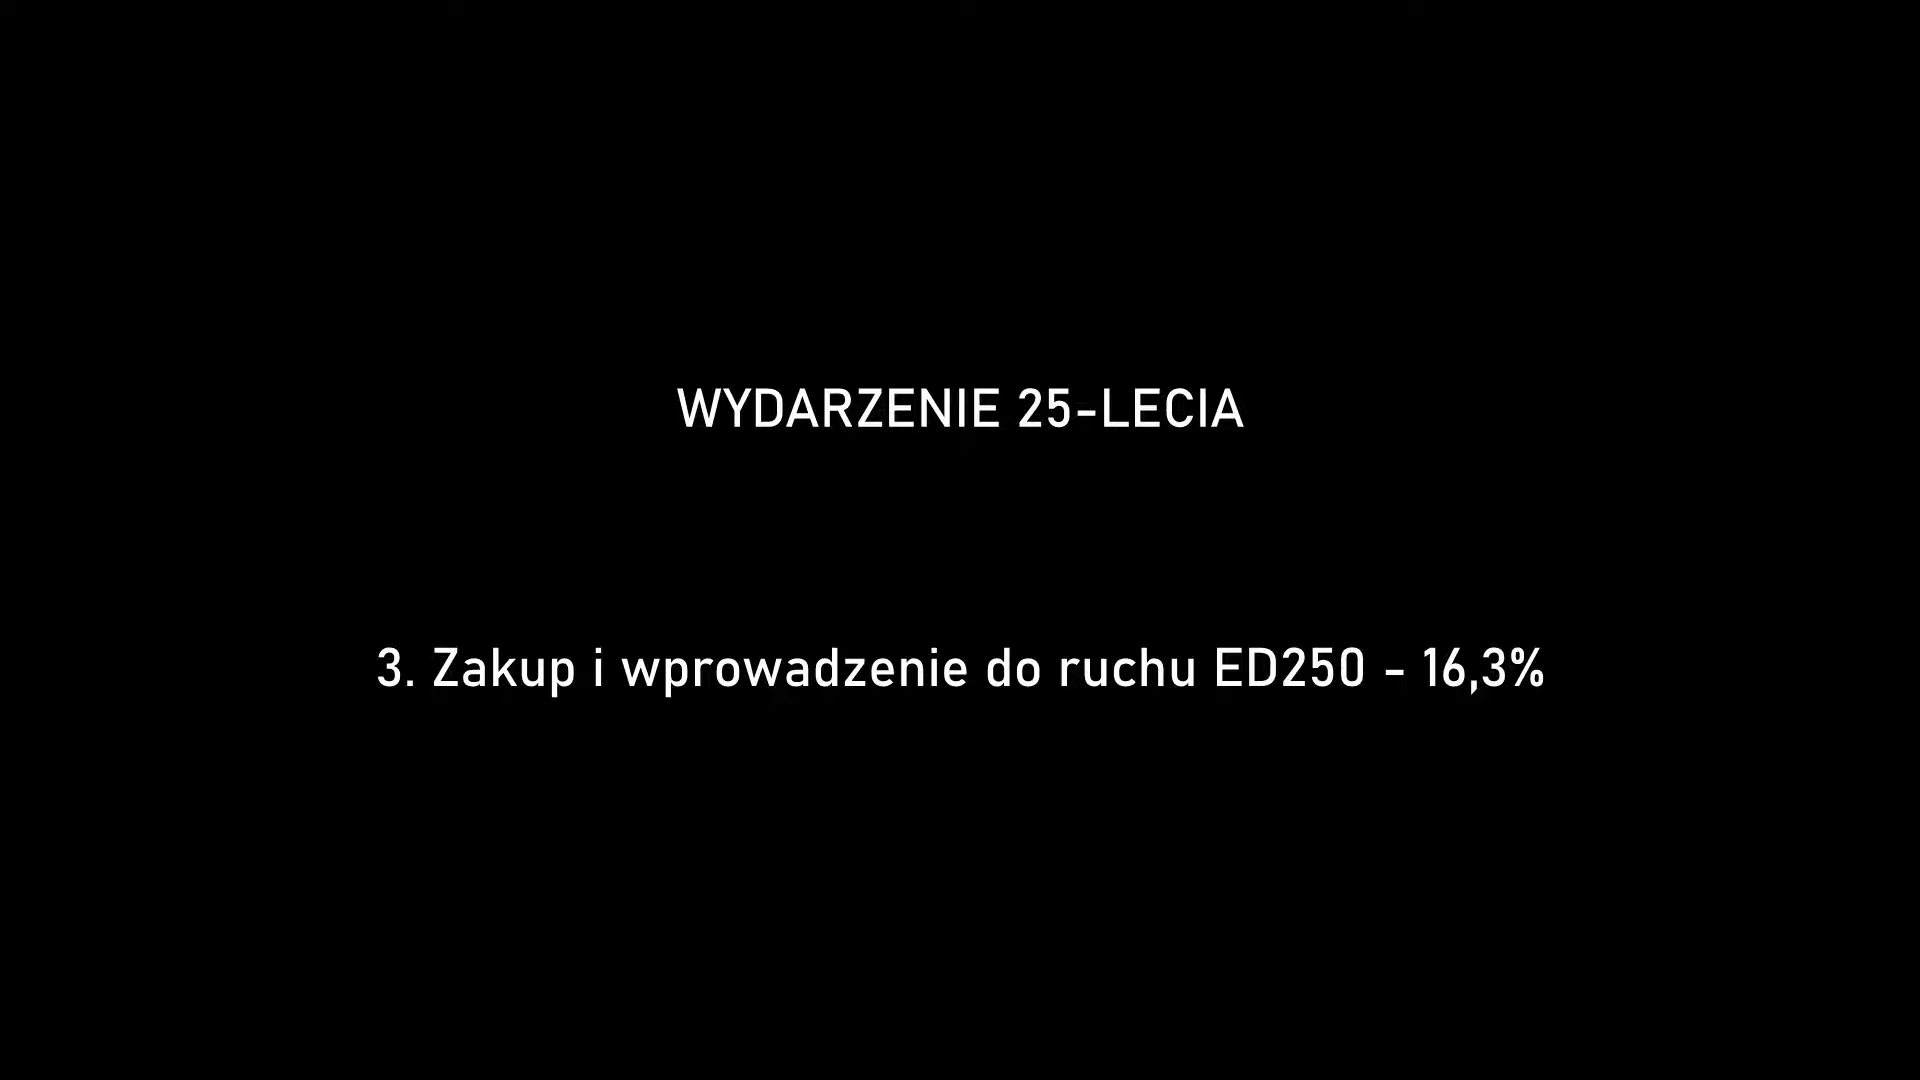 WYDARZENIE 25-LECIA
3. Zakup i wprowadzenie do ruchu ED250 - 16,3%